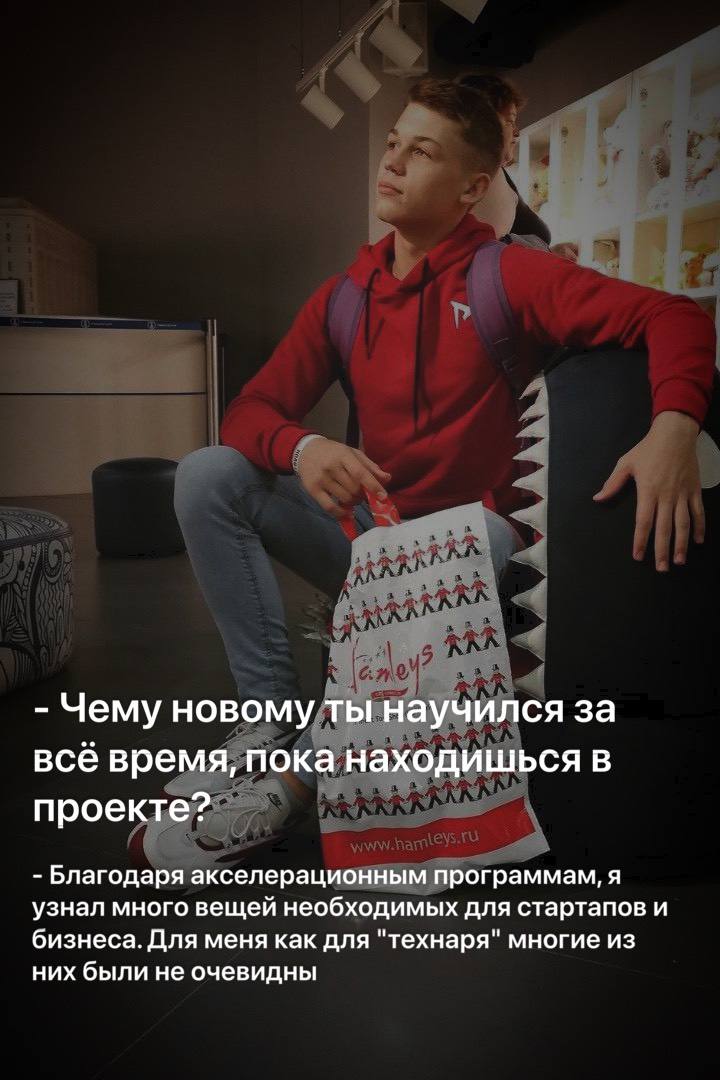 Hamleys
- Чему новому ты научился за
всё время, пока находишься в
проекте?
www.hamleys.ru
- Благодаря акселерационным программам, я
узнал много вещей необходимых для стартапов и
бизнеса. Для меня как для "технаря" многие из
них были не очевидны